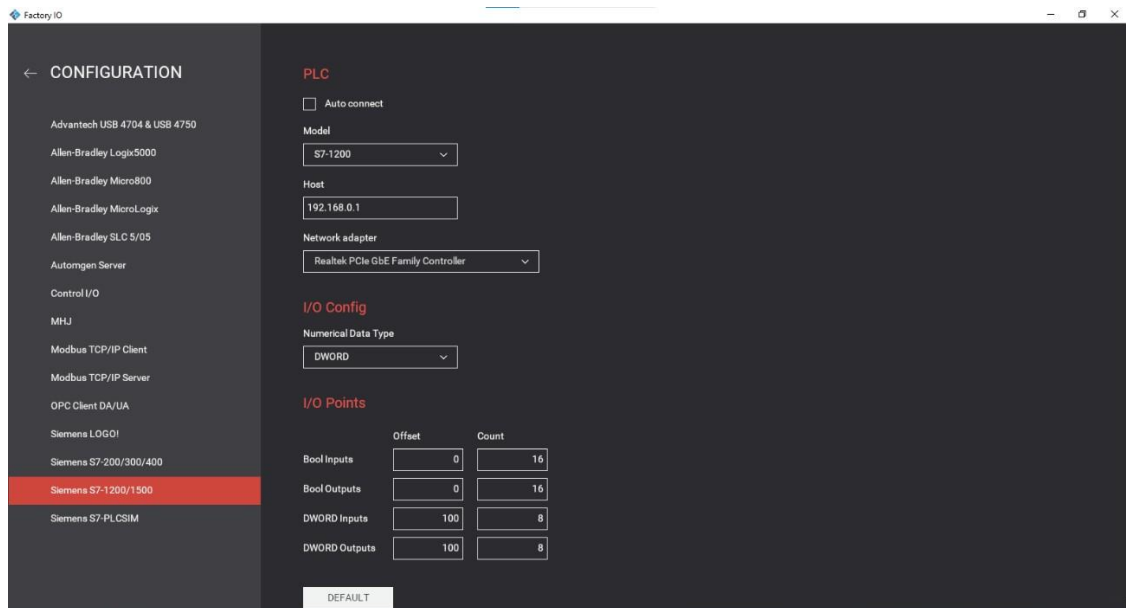 Factory IO
CONFIGURATION
Advantech USB 4704 & USB 4750
Allen-Bradley Logix5000
Allen-Bradley Micro800
Allen-Bradley MicroLogix
Allen-Bradley SLC 5/05
Automgen Server
Control I/O
MHJ
Modbus TCP/IP Client
Modbus TCP/IP Server
OPC Client DA/UA
Siemens LOGO!
Siemens S7-200/300/400
Siemens S7-1200/1500
Siemens S7-PLCSIM
PLC
Auto connect
Model
S7-1200
Host
192.168.0.1
Network adapter
Realtek PCIe GbE Family Controller
I/O Config
Numerical Data Type
DWORD
I/O Points
Offset Count
Bool Inputs 0 16
Bool Outputs 0 16
DWORD Inputs 100 8
DWORD Outputs 100 8
DEFAULT